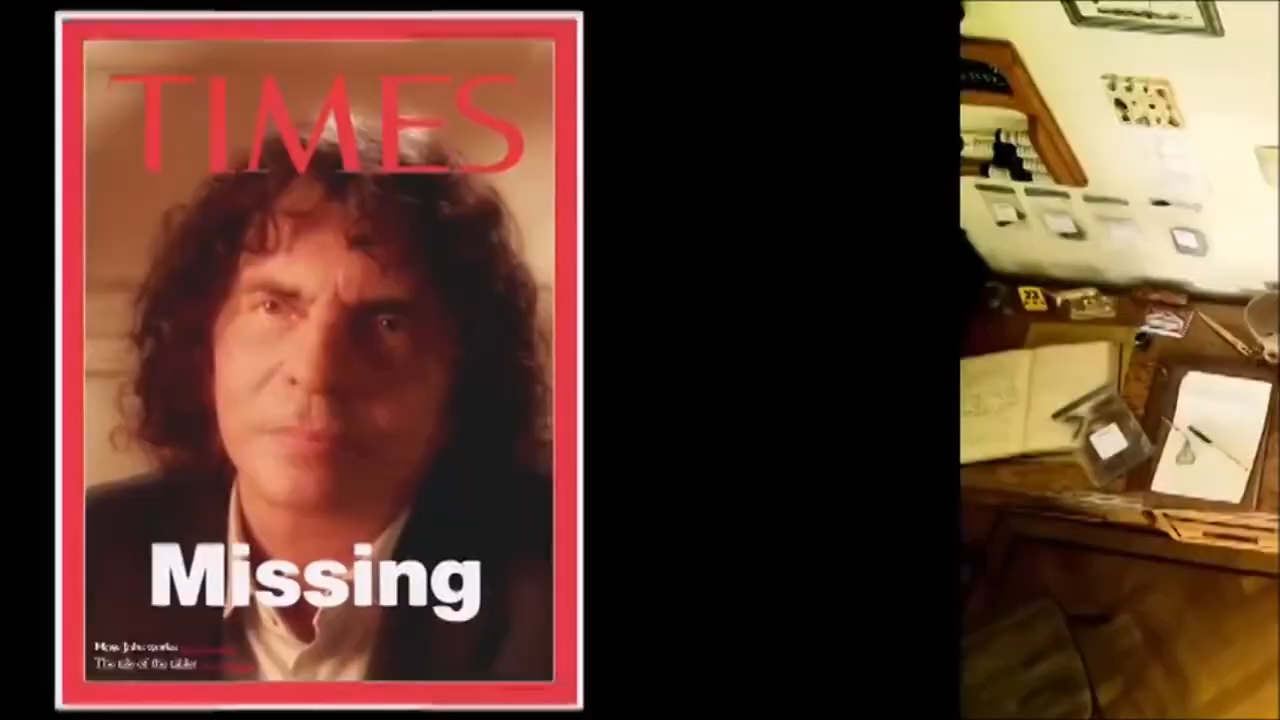 TIMES
Missing
The tale of the tablet